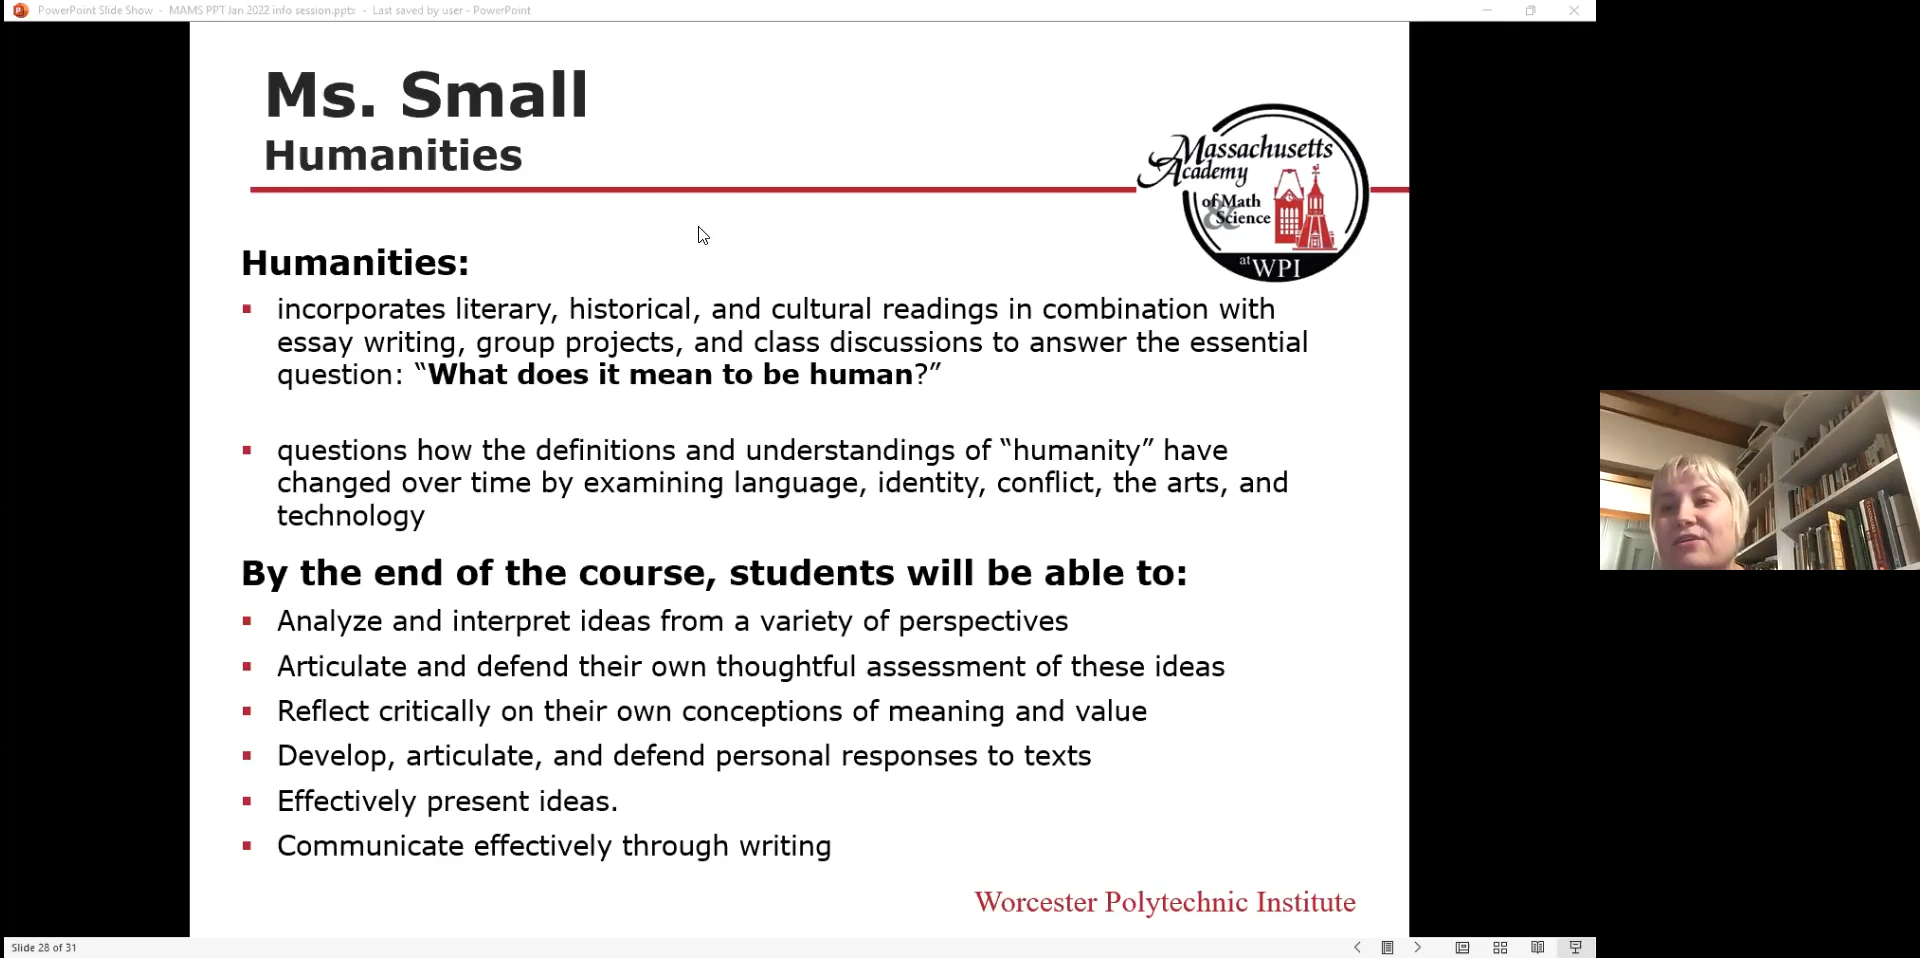 PowerPoint Slide Show - MAMS PPT Jan 2022 info session.pptx - Last saved by user - PowerPoint
Ms. Small
Humanities
Massachusetts
Academy
of Math
&
Science
at WPI
Humanities:
▪ incorporates literary, historical, and cultural readings in combination with
essay writing, group projects, and class discussions to answer the essential
question: “What does it mean to be human?”
▪ questions how the definitions and understandings of “humanity” have
changed over time by examining language, identity, conflict, the arts, and
technology
By the end of the course, students will be able to:
▪ Analyze and interpret ideas from a variety of perspectives
▪ Articulate and defend their own thoughtful assessment of these ideas
▪ Reflect critically on their own conceptions of meaning and value
▪ Develop, articulate, and defend personal responses to texts
▪ Effectively present ideas.
▪ Communicate effectively through writing
Worcester Polytechnic Institute
Slide 28 of 31